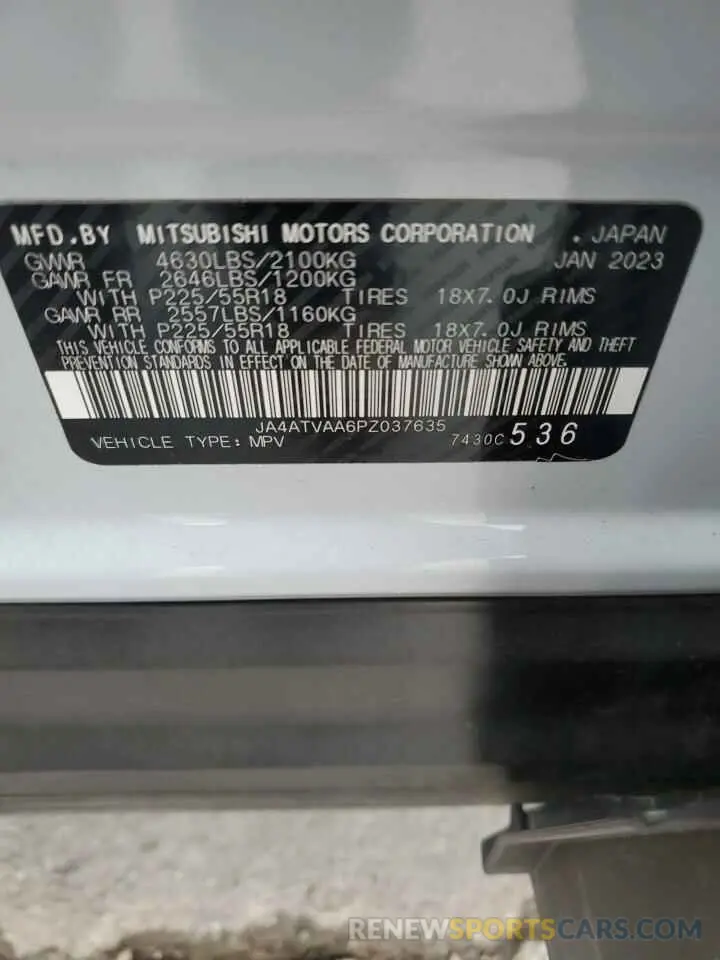 MFD.BY MITSUBISHI MOTORS CORPORATION . JAPAN
GVWR 4630LBS/2100KG JAN 2023
GAWR FR 2646LBS/1200KG
WITH P225/55R18 TIRES 18X7.0J RIMS
GAWR RR 2557LBS/1160KG
WITH P225/55R18 TIRES 18X7.0J RIMS
THIS VEHICLE CONFORMS TO ALL APPLICABLE FEDERAL MOTOR VEHICLE SAFETY AND THEFT
PREVENTION STANDARDS IN EFFECT ON THE DATE OF MANUFACTURE SHOWN ABOVE.
JA4ATVAA6PZ037635
VEHICLE TYPE: MPV 7430C 536
RENEWSPORTSCARS.COM